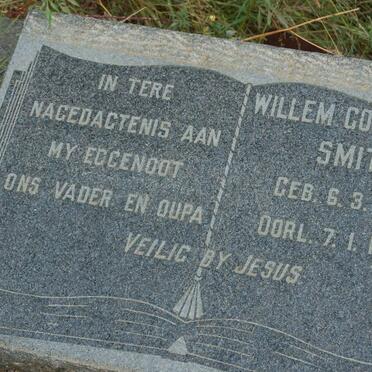 IN TERE
NAGEDACTENIS AAN
MY EGGENOOT
ONS VADER EN OUPA
WILLEM
SMIT
GEB. 6.3.
OORL. 7.1.
VEILIG BY JESUS.